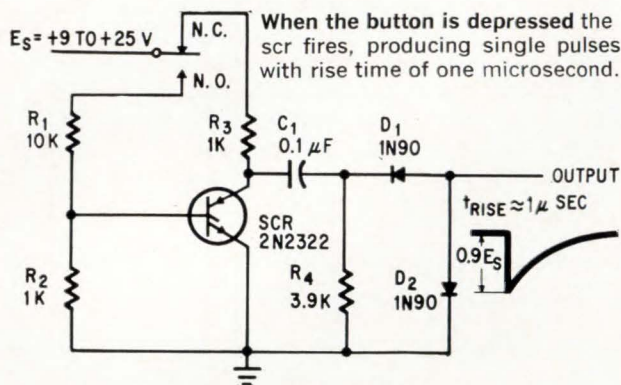 When the button is depressed the
scr fires, producing single pulses
with rise time of one microsecond.
E_S = +9 TO +25 V
N.C.
N.O.
R1
10K
R3
1K
C1
0.1 µF
D1
1N90
OUTPUT
t_RISE ≈ 1µ SEC
0.9E_S
SCR
2N2322
R2
1K
R4
3.9K
D2
1N90